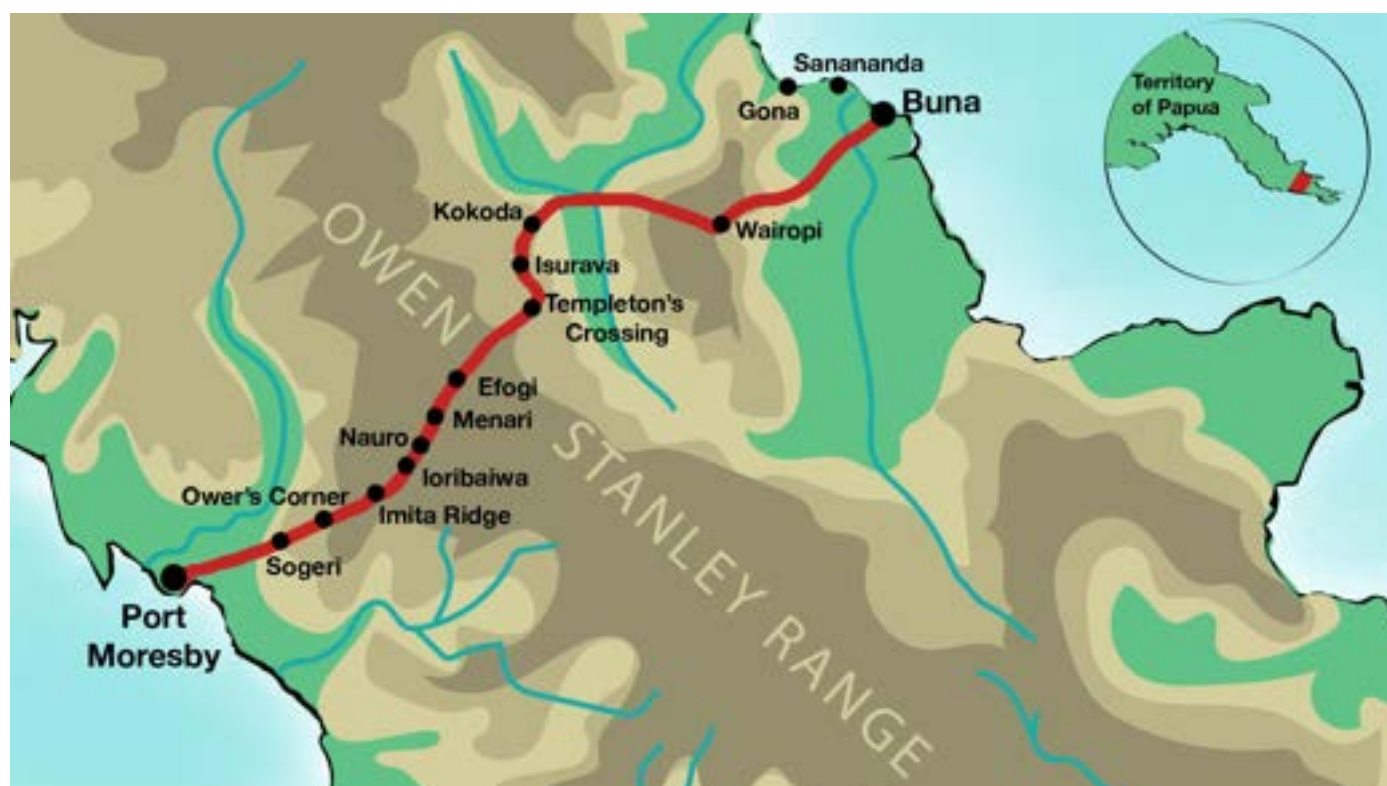 Sanananda
Gona
Buna
Territory
of Papua
Kokoda
Wairopi
Isurava
Templeton's
Crossing
OWEN STANLEY RANGE
Efogi
Menari
Nauro
Ioribaiwa
Ower's Corner
Imita Ridge
Sogeri
Port
Moresby